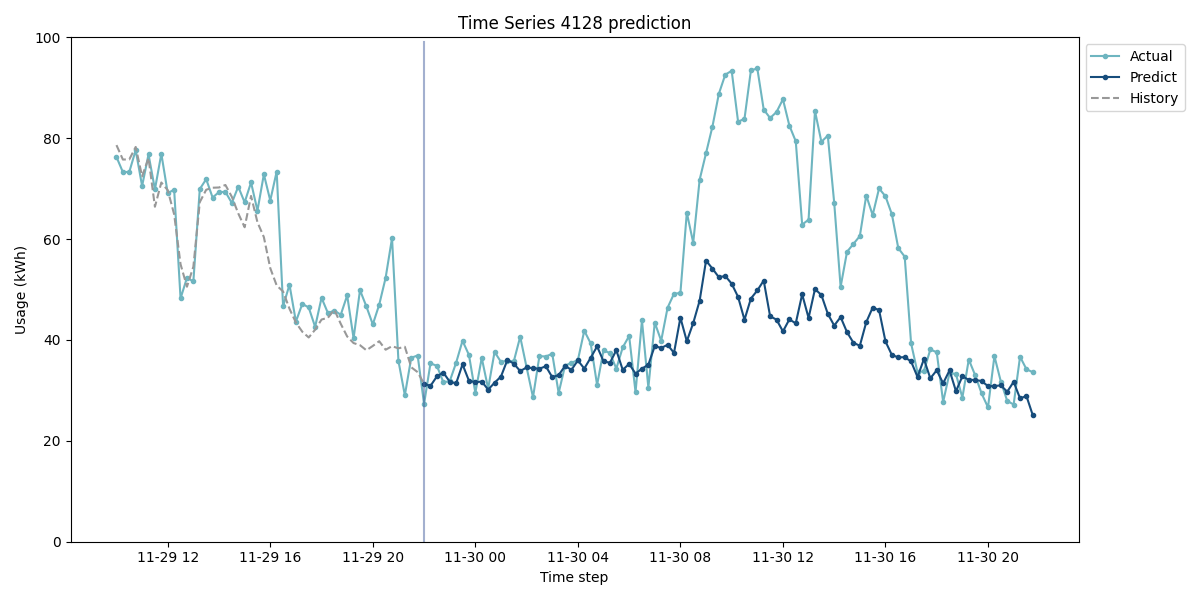 Time Series 4128 prediction
Usage (kWh)
100
80
60
40
20
0
11-29 12
11-29 16
11-29 20
11-30 00
11-30 04
11-30 08
11-30 12
11-30 16
11-30 20
Time step
Actual
Predict
History